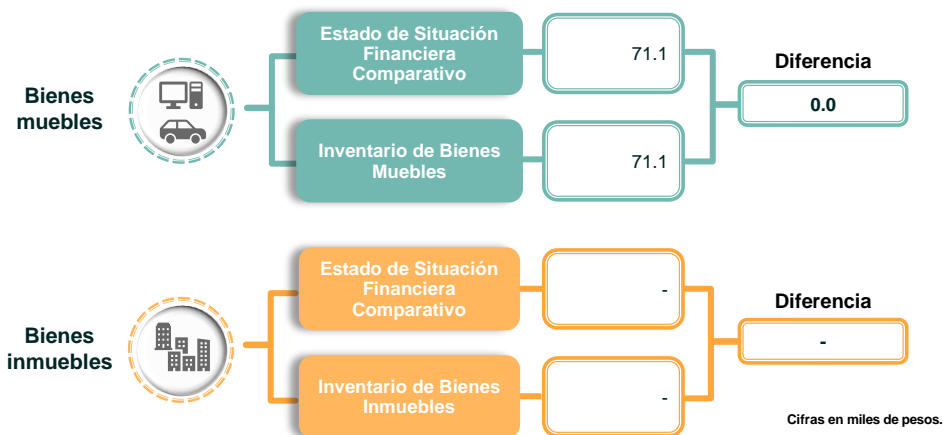 Bienes
muebles
Estado de Situación
Financiera
Comparativo
71.1
Inventario de Bienes
Muebles
71.1
Diferencia
0.0
Bienes
inmuebles
Estado de Situación
Financiera
Comparativo
-
Inventario de Bienes
Inmuebles
-
Diferencia
-
Cifras en miles de pesos.